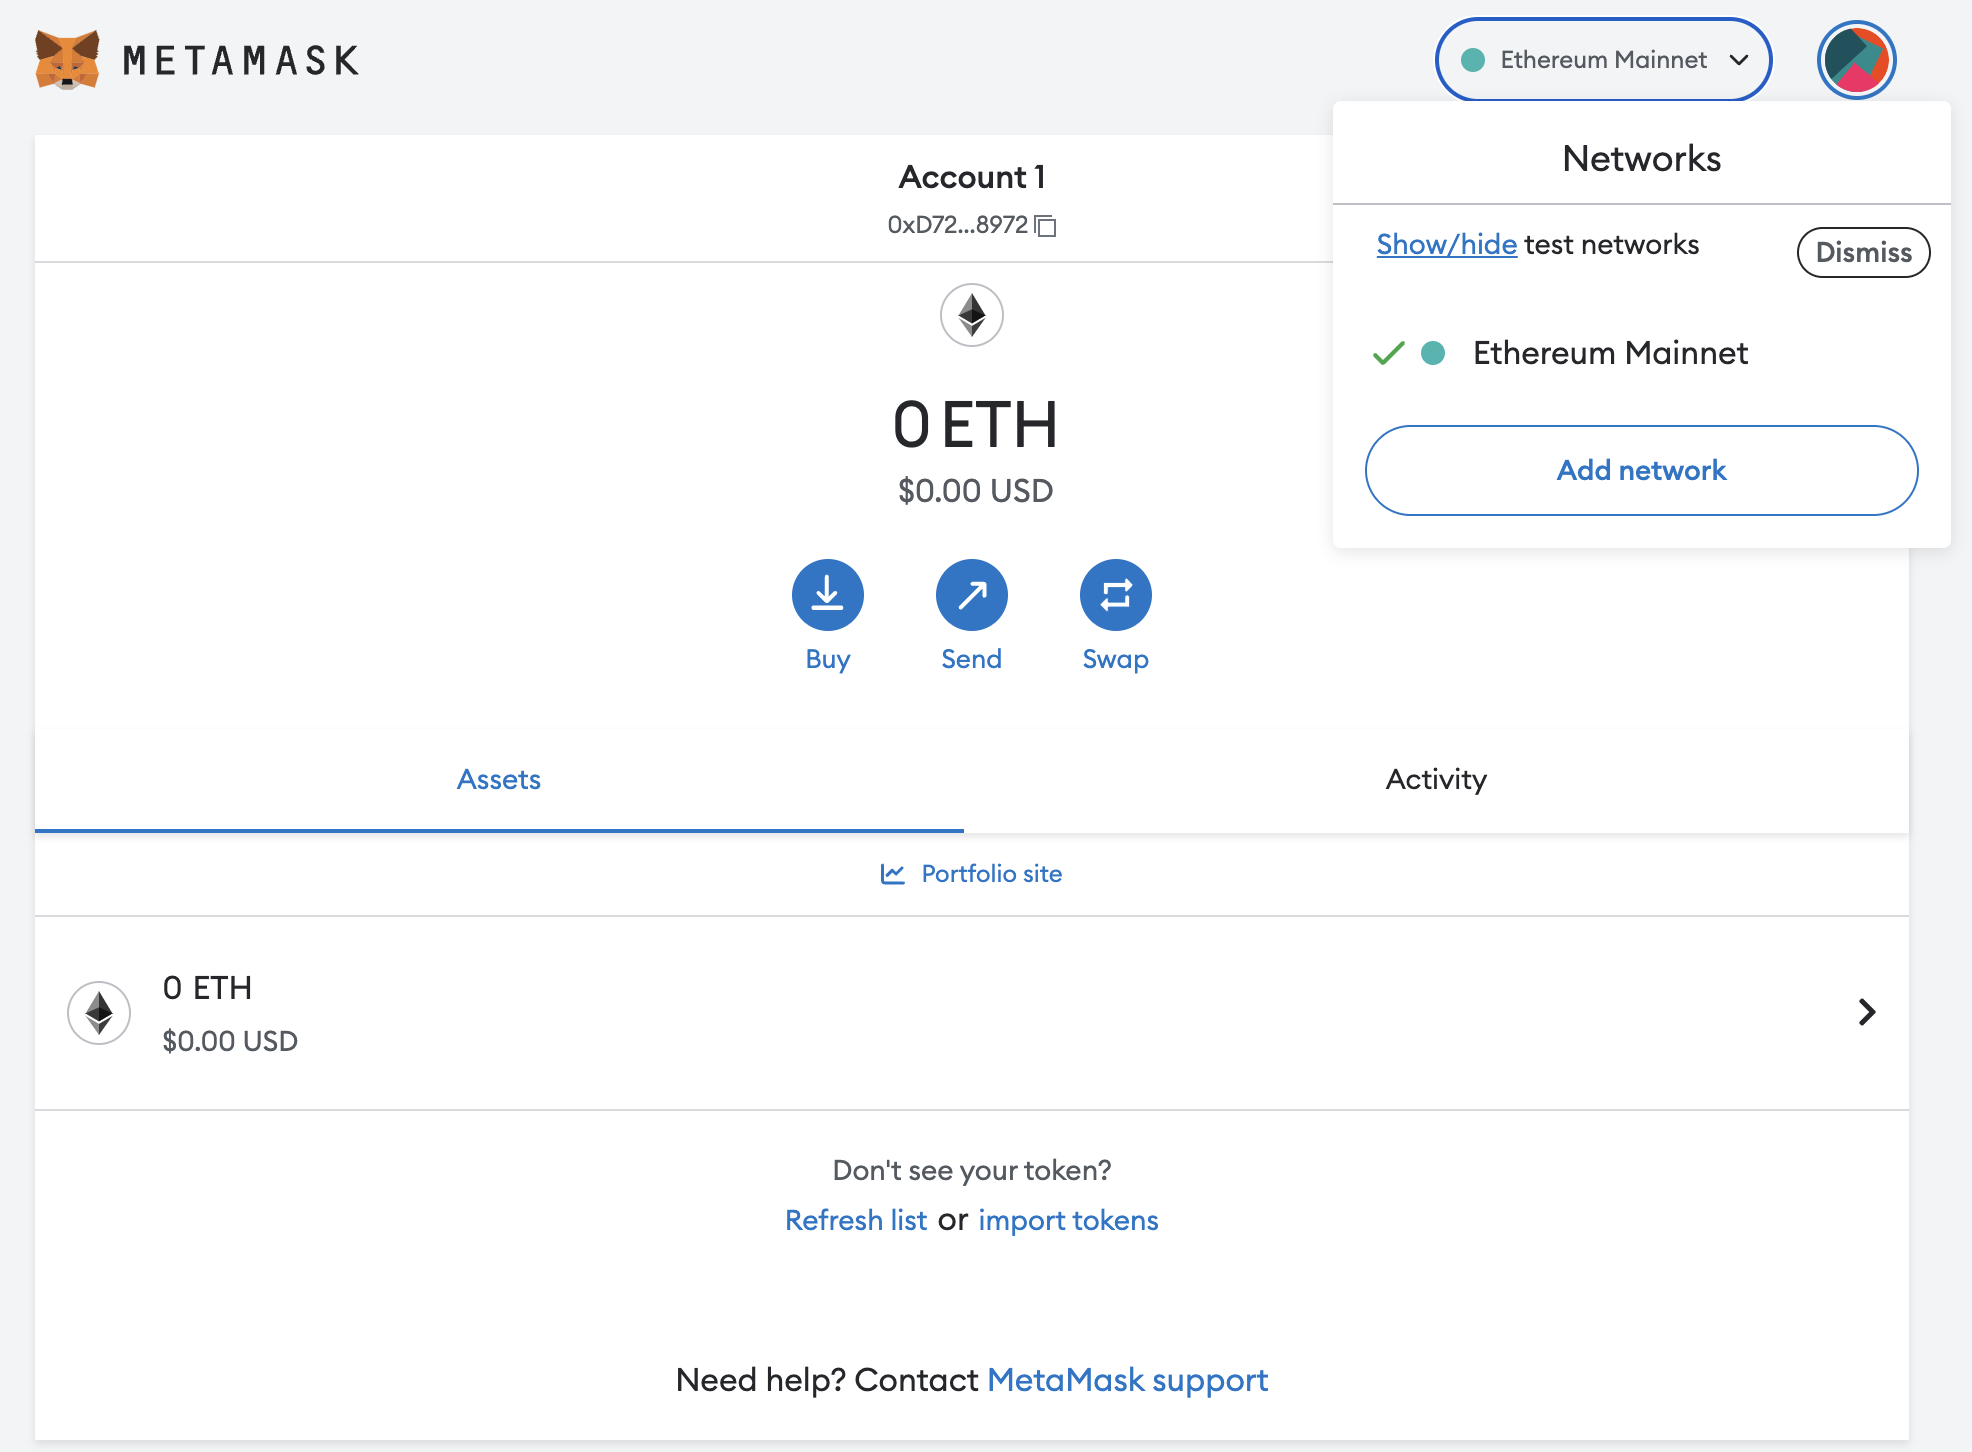 METAMASK
Ethereum Mainnet
Networks
Show/hide test networks
Dismiss
Ethereum Mainnet
Add network
Account 1
0xD72...8972
0 ETH
$0.00 USD
Buy
Send
Swap
Assets
Activity
Portfolio site
0 ETH
$0.00 USD
Don't see your token?
Refresh list or import tokens
Need help? Contact MetaMask support